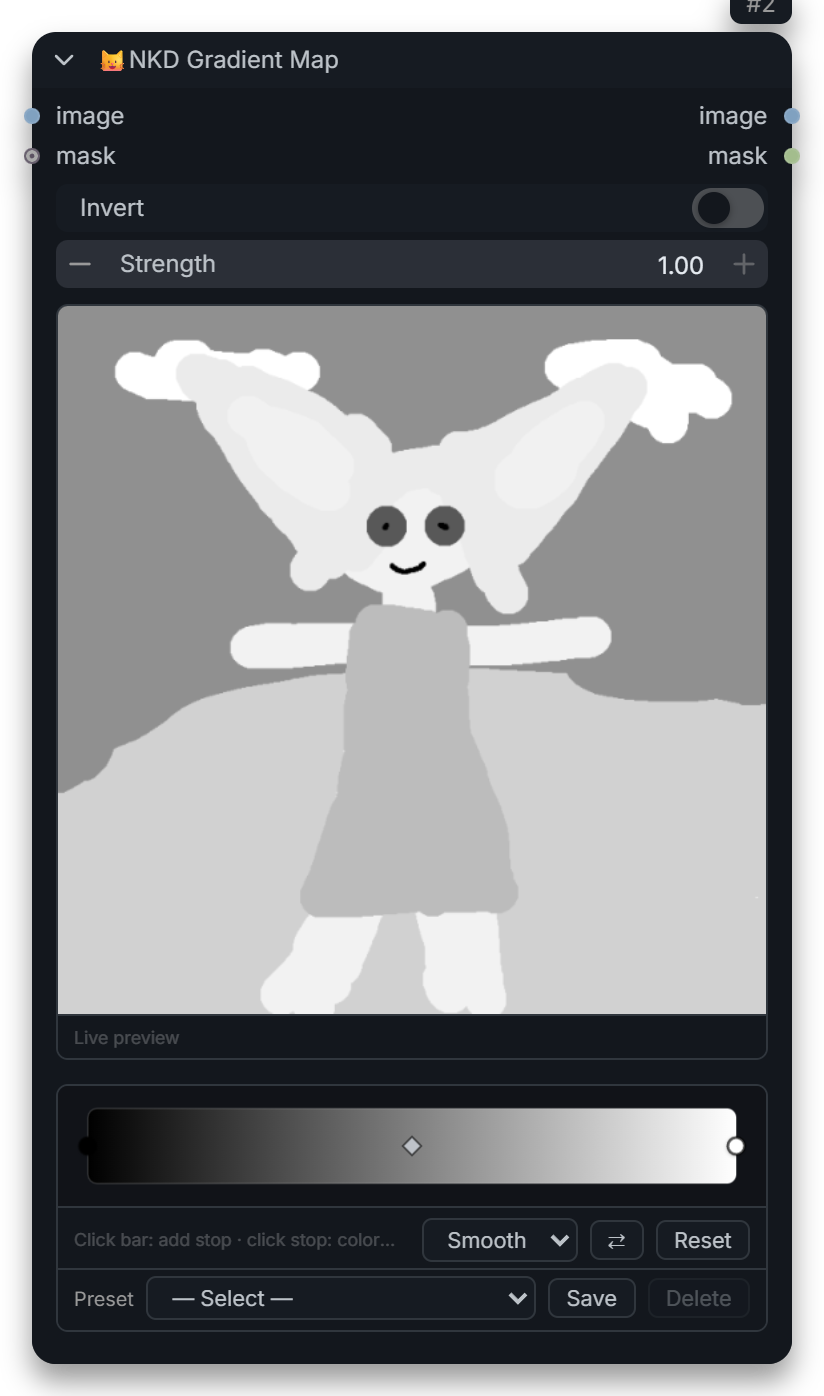 #2
NKD Gradient Map
image image
mask mask
Invert
Strength 1.00
Live preview
Click bar: add stop · click stop: color...
Smooth
Reset
Preset
— Select —
Save
Delete